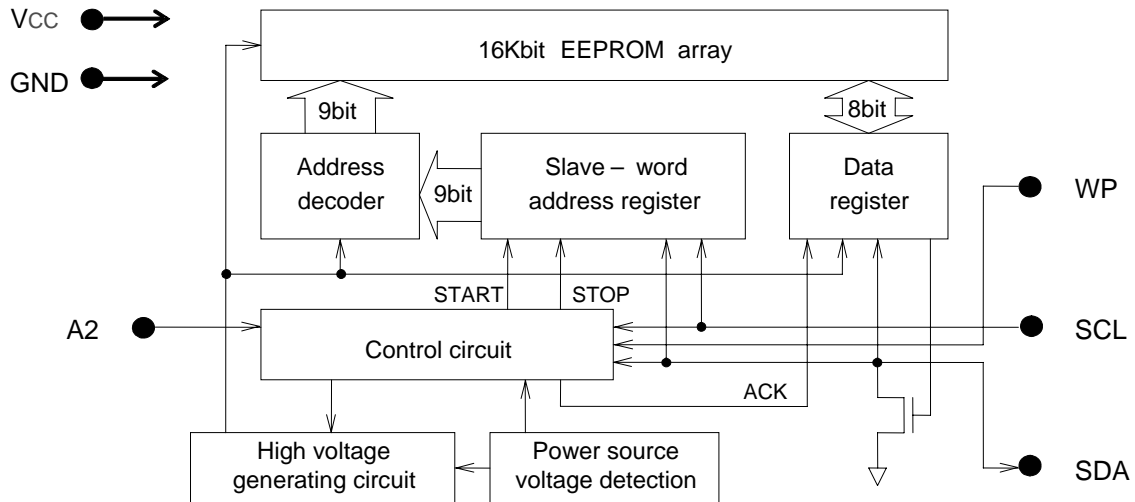 VCC
GND
16Kbit EEPROM array
9bit
8bit
Address
decoder
9bit
Slave – word
address register
Data
register
WP
START
STOP
A2
Control circuit
SCL
ACK
High voltage
generating circuit
Power source
voltage detection
SDA